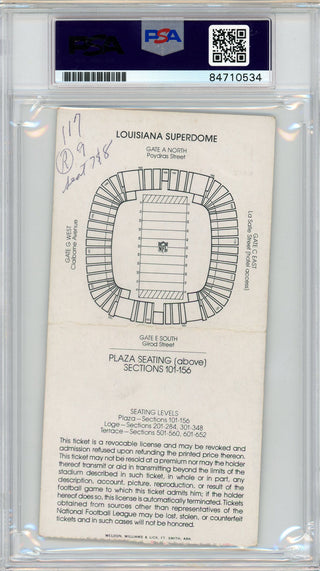 PSA
PSA
84710534
117
R 9
Seat 7&8
LOUISIANA SUPERDOME
GATE A NORTH
Poydras Street
GATE G WEST
Claiborne Avenue
GATE C EAST
La Salle Street (hotel access)
NFL
GATE E SOUTH
Girod Street
PLAZA SEATING (above)
SECTIONS 101-156
SEATING LEVELS
Plaza—Sections 101-156
Loge—Sections 201-284, 301-348
Terrace—Sections 501-560, 601-652
This ticket is a revocable license and may be revoked and
admission refused upon refunding the printed price thereon.
This ticket may not be resold at a premium nor may the holder
thereof transmit or aid in transmitting beyond the limits of the
stadium described in such ticket, in whole or in part, any
description, account, picture, reproduction, or result of the
football game to which this ticket admits him; if the holder
hereof does so, this license is automatically terminated. Tickets
obtained from sources other than representatives of the
National Football League may be lost, stolen, or counterfeit
tickets and in such cases will not be honored.
WELDON, WILLIAMS & LICK, FT. SMITH, ARK.